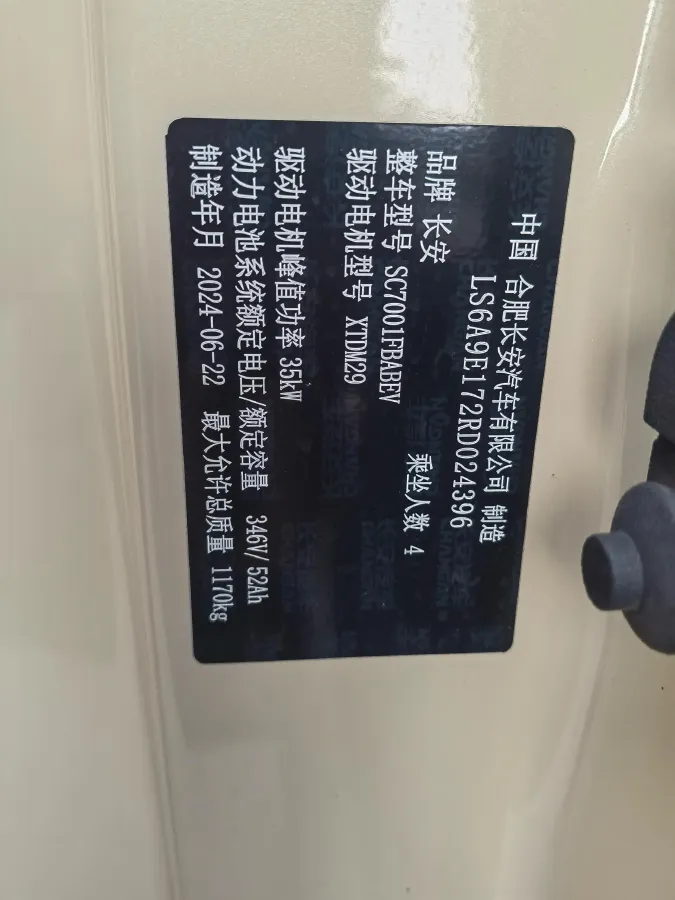 中国 合肥长安汽车有限公司 制造
LS6A9E172RD024396
品牌 长安 乘坐人数 4
整车型号 SC7001FBABEV
驱动电机型号 XTDM29
驱动电机峰值功率 35kW
动力电池系统额定电压/额定容量 346V/52Ah
制造年月 2024-06-22 最大允许总质量 1170kg